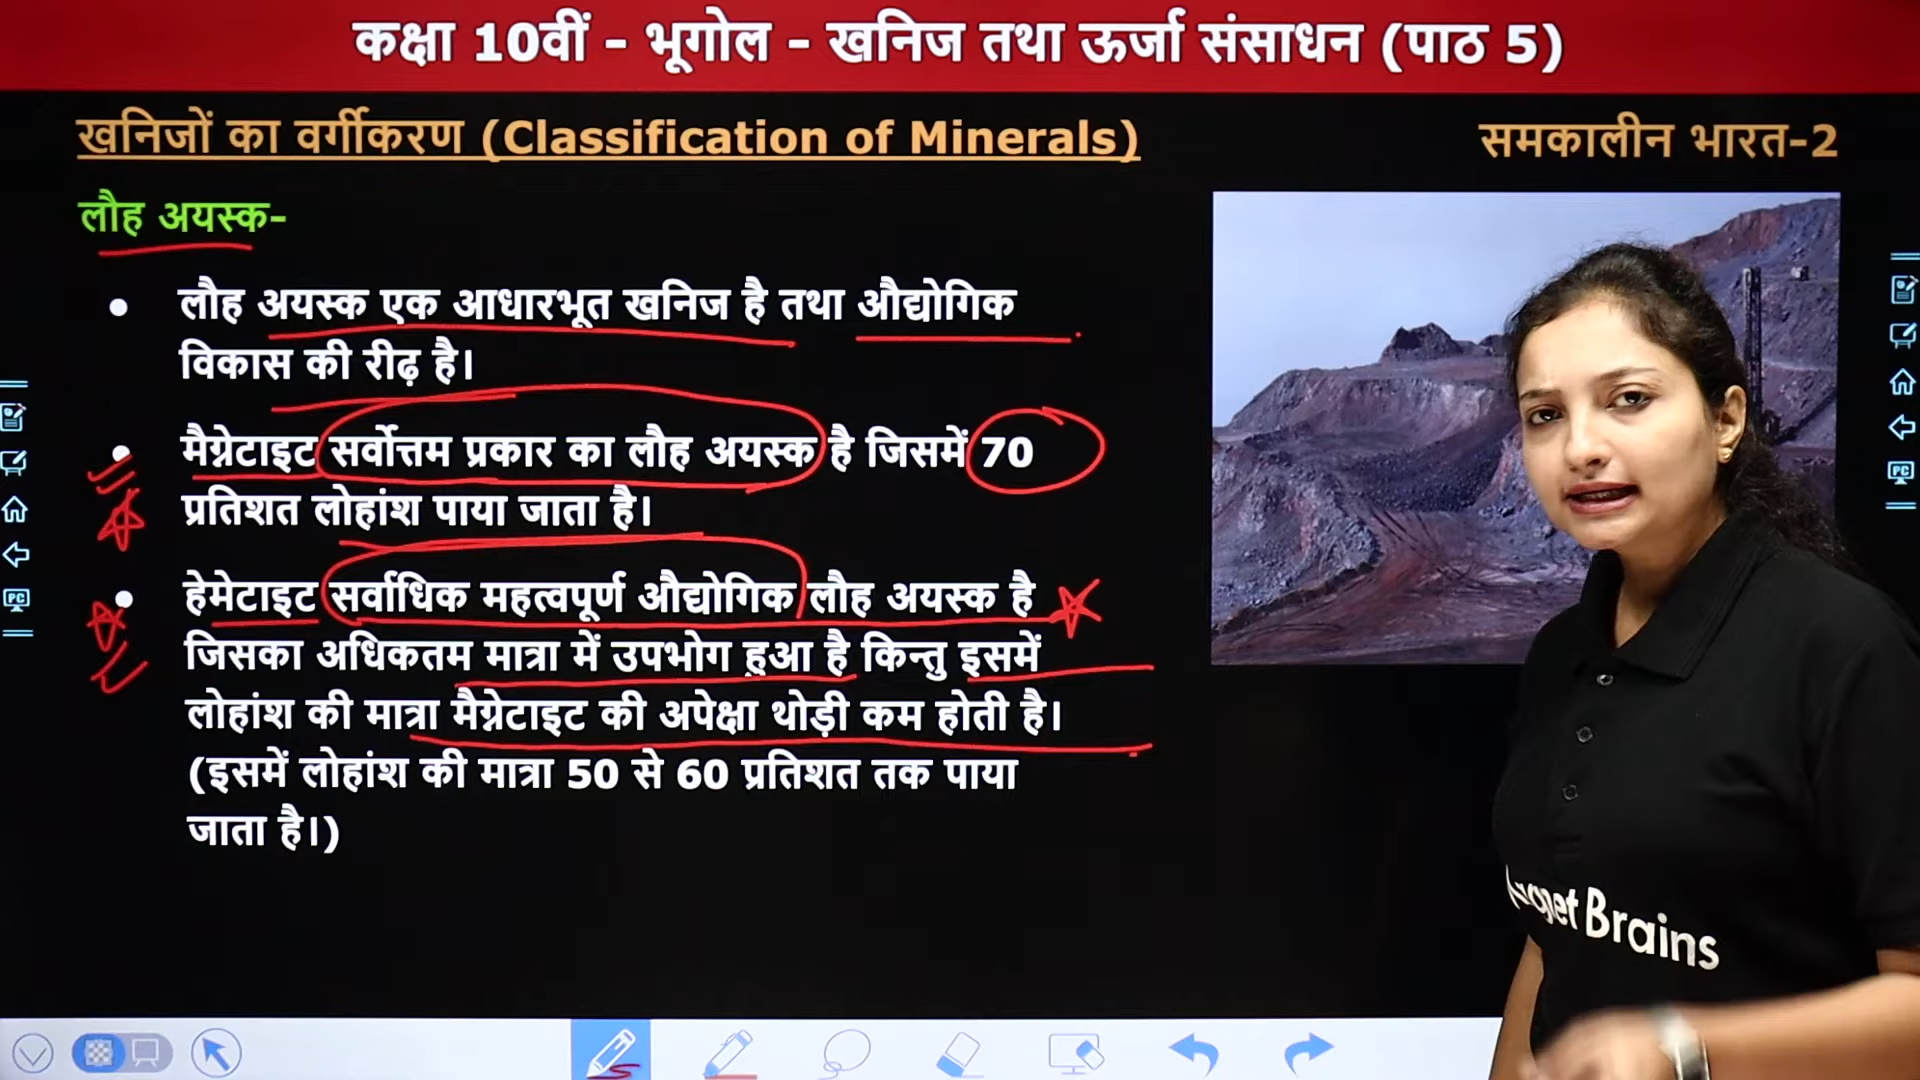 कक्षा 10वीं - भूगोल - खनिज तथा ऊर्जा संसाधन (पाठ 5)
खनिजों का वर्गीकरण (Classification of Minerals)
समकालीन भारत-2
लौह अयस्क-
• लौह अयस्क एक आधारभूत खनिज है तथा औद्योगिक
विकास की रीढ़ है।
• मैग्नेटाइट सर्वोत्तम प्रकार का लौह अयस्क है जिसमें 70
प्रतिशत लोहांश पाया जाता है।
• हेमेटाइट सर्वाधिक महत्वपूर्ण औद्योगिक लौह अयस्क है
जिसका अधिकतम मात्रा में उपभोग हुआ है किन्तु इसमें
लोहांश की मात्रा मैग्नेटाइट की अपेक्षा थोड़ी कम होती है।
(इसमें लोहांश की मात्रा 50 से 60 प्रतिशत तक पाया
जाता है।)
Brains
PC
PC